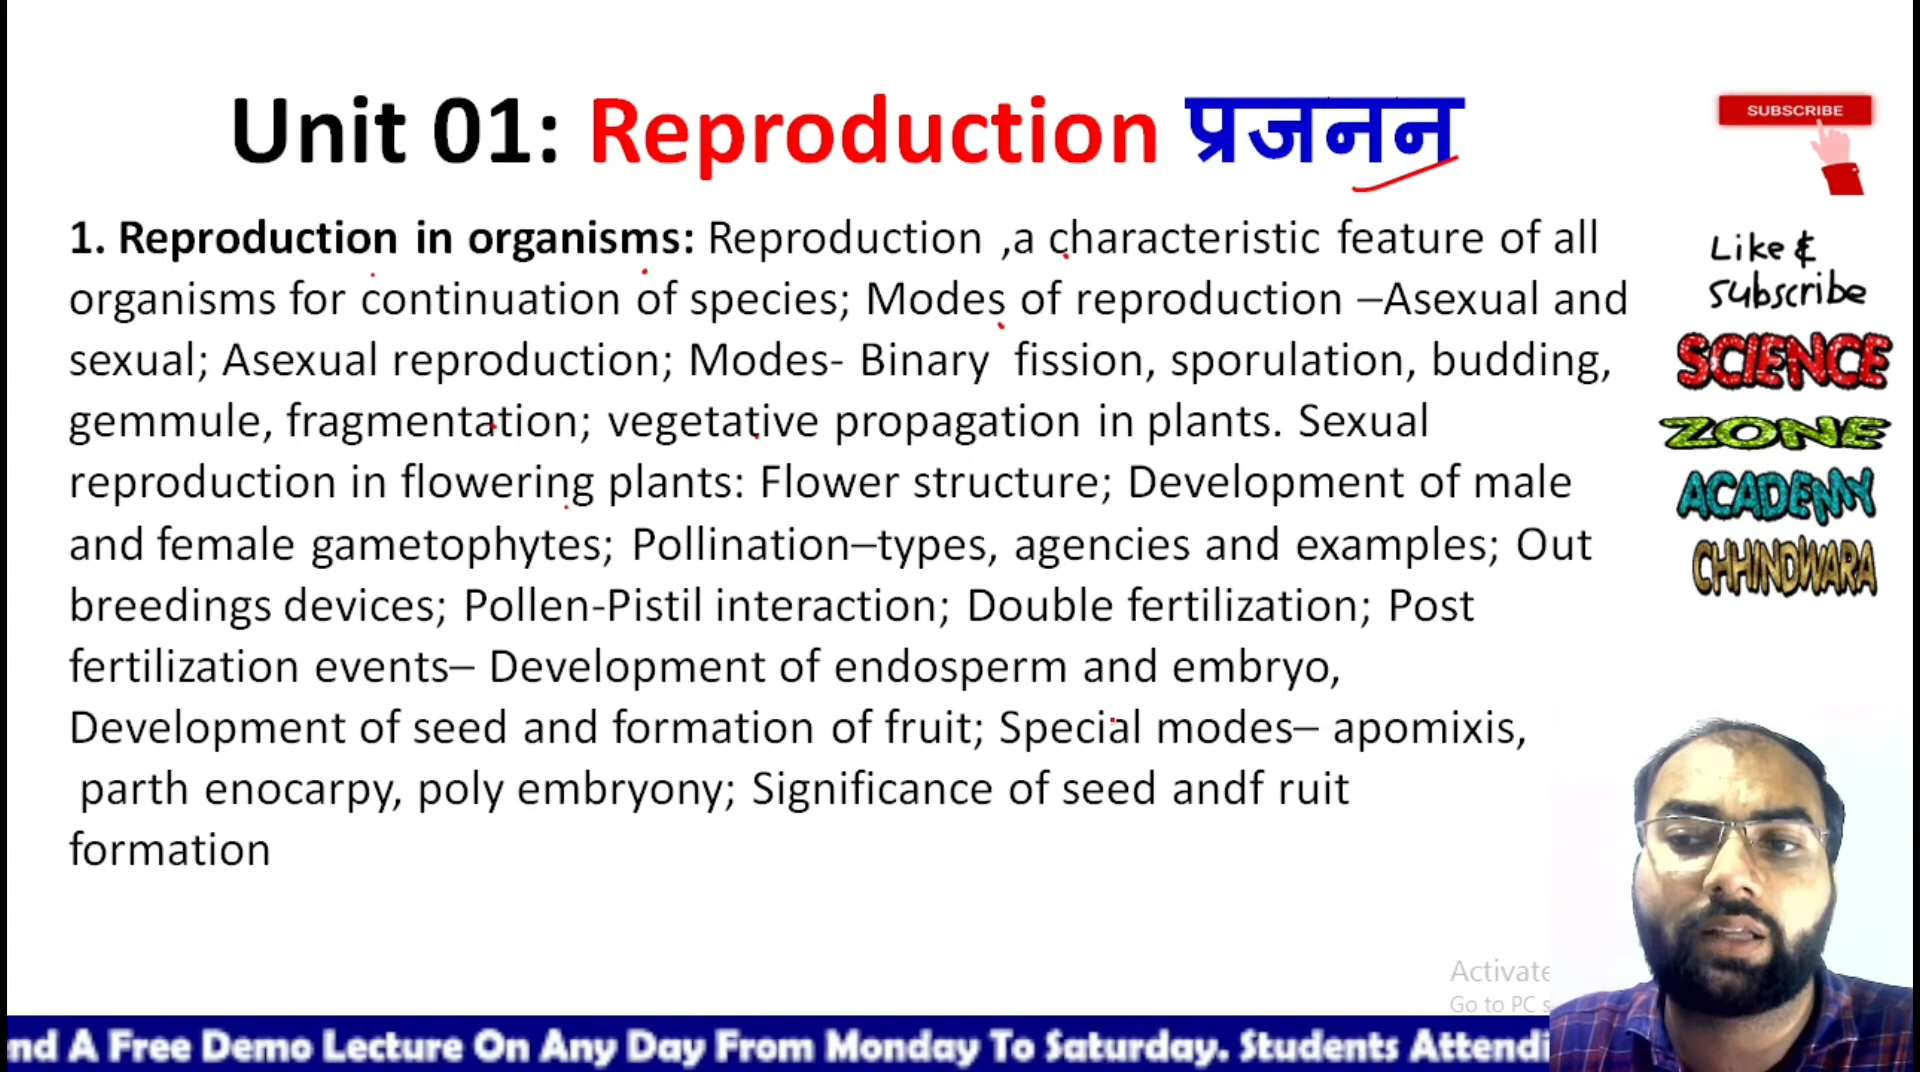 Unit 01: Reproduction प्रजनन
SUBSCRIBE
1. Reproduction in organisms: Reproduction ,a characteristic feature of all
organisms for continuation of species; Modes of reproduction –Asexual and
sexual; Asexual reproduction; Modes- Binary fission, sporulation, budding,
gemmule, fragmentation; vegetative propagation in plants. Sexual
reproduction in flowering plants: Flower structure; Development of male
and female gametophytes; Pollination–types, agencies and examples; Out
breedings devices; Pollen-Pistil interaction; Double fertilization; Post
fertilization events– Development of endosperm and embryo,
Development of seed and formation of fruit; Special modes– apomixis,
parth enocarpy, poly embryony; Significance of seed andf ruit
formation
Like &
Subscribe
SCIENCE
ZONE
ACADEMY
CHHINDWARA
Activate
Go to PC s
nd A Free Demo Lecture On Any Day From Monday To Saturday. Students Attendi